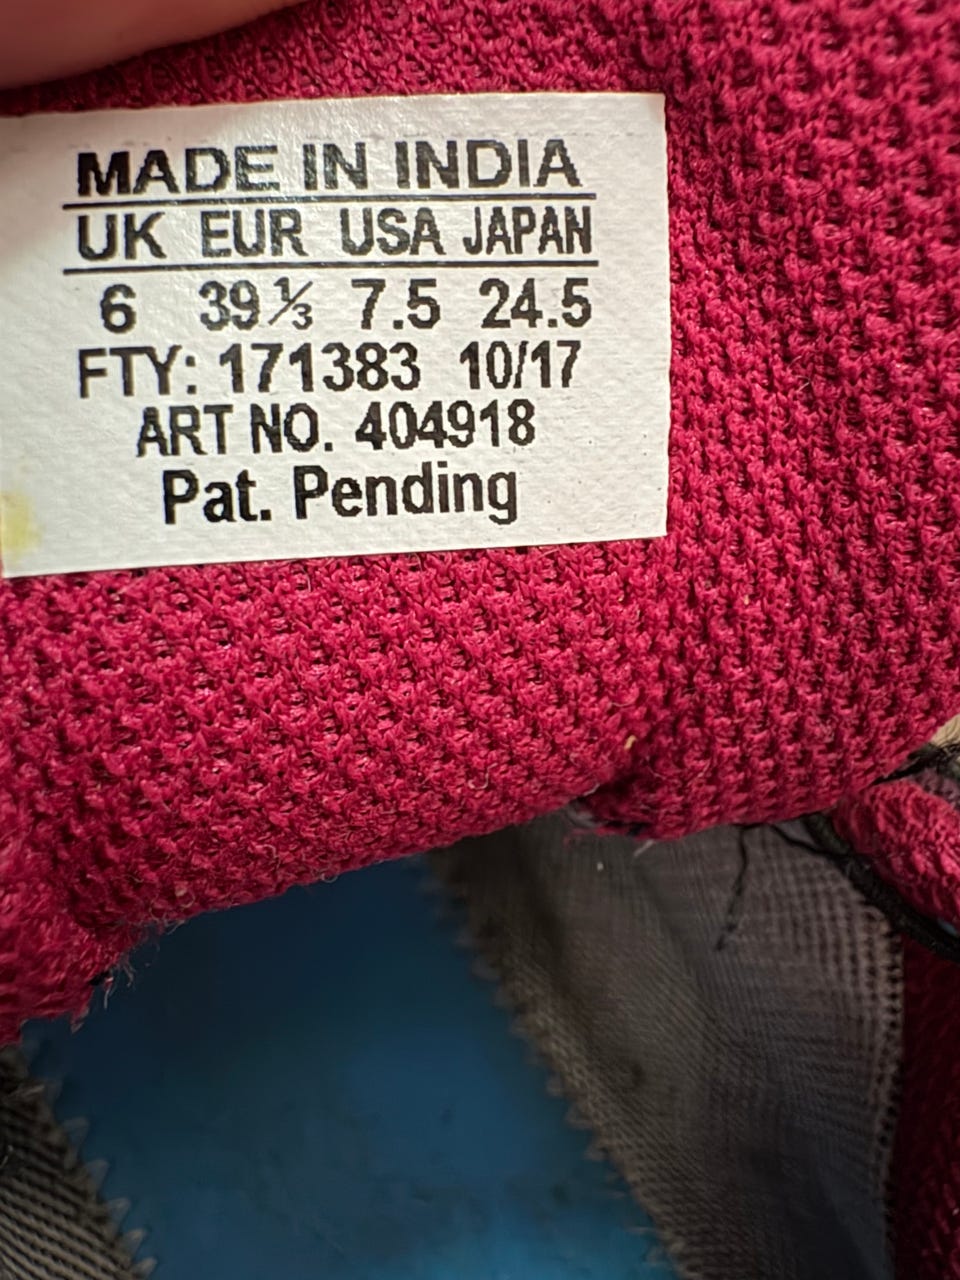 MADE IN INDIA
UK EUR USA JAPAN
6 39⅓ 7.5 24.5
FTY: 171383 10/17
ART NO. 404918
Pat. Pending